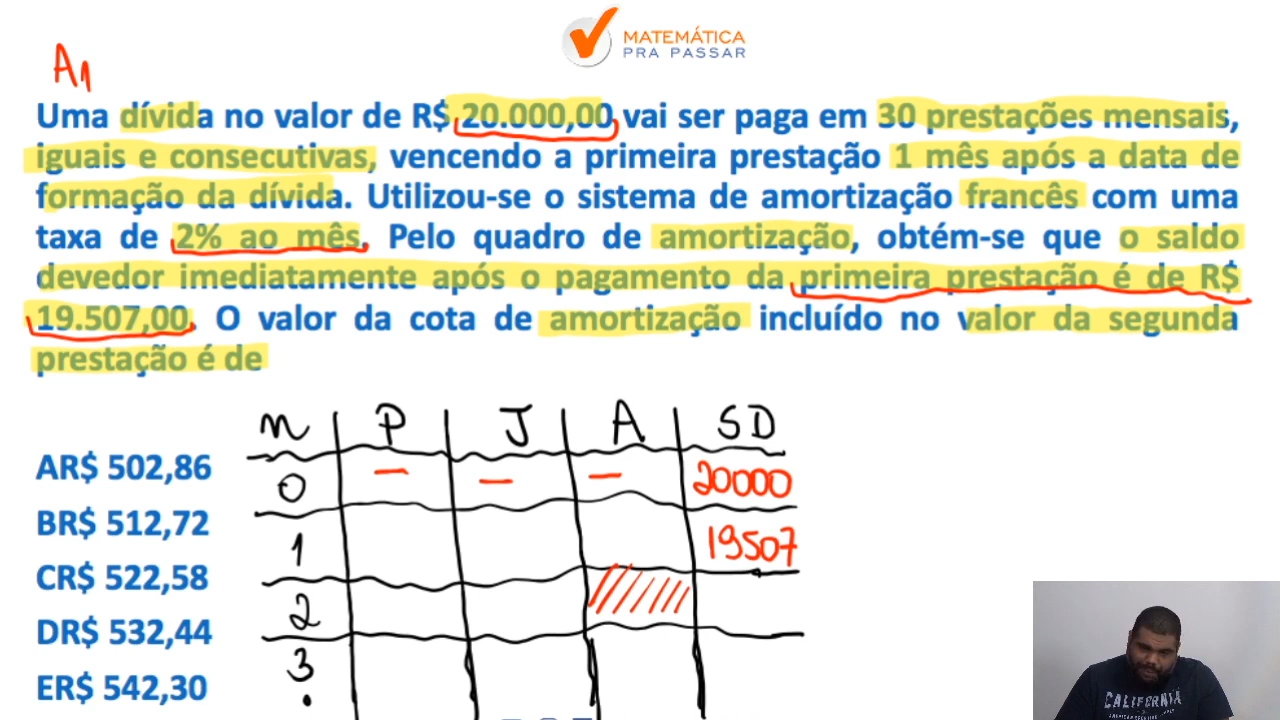 MATEMÁTICA
PRA PASSAR
A1
Uma dívida no valor de R$ 20.000,00 vai ser paga em 30 prestações mensais,
iguais e consecutivas, vencendo a primeira prestação 1 mês após a data de
formação da dívida. Utilizou-se o sistema de amortização francês com uma
taxa de 2% ao mês. Pelo quadro de amortização, obtém-se que o saldo
devedor imediatamente após o pagamento da primeira prestação é de R$
19.507,00. O valor da cota de amortização incluído no valor da segunda
prestação é de
n P J A SD
AR$ 502,86
0 – – – 20000
BR$ 512,72
1 19507
CR$ 522,58
2
DR$ 532,44
3
ER$ 542,30
CALIFORNIA